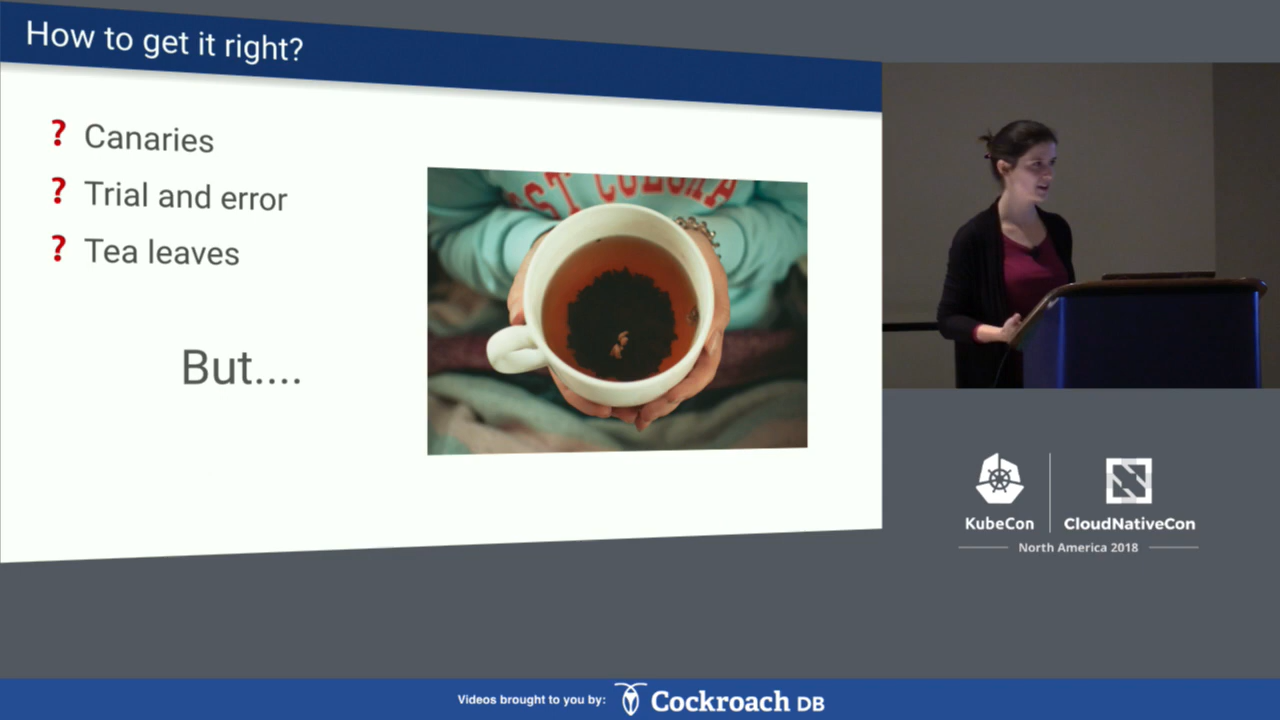 How to get it right?
? Canaries
? Trial and error
? Tea leaves
But....
KubeCon
CloudNativeCon
North America 2018
Videos brought to you by:
Cockroach DB